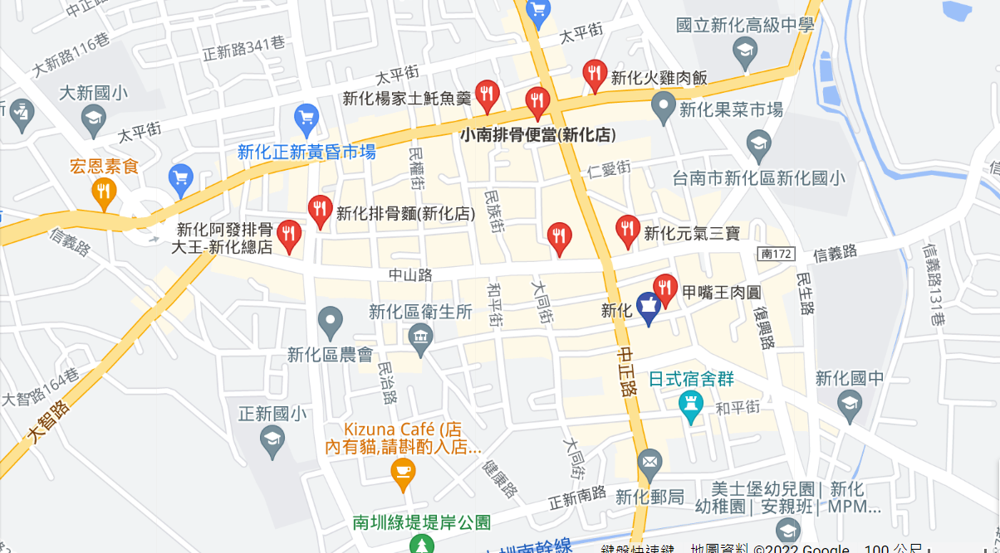 中正路
國立新化高級中學
太平街
大新路116巷
正新路341巷
太平街
新化火雞肉飯
大新國小
新化楊家土魠魚羹
新化果菜市場
太平街
小南排骨便當(新化店)
新化正新黃昏市場
民權街
宏恩素食
仁愛街
台南市新化區新化國小
民族街
新化排骨麵(新化店)
新化阿發排骨
大王-新化總店
新化元氣三寶
信義路
南172
信義路
中山路
信義路131巷
民生路
和平街
大同街
甲嘴王肉圓
新化
新化區衛生所
復興路
新化區農會
中正路
民治路
日式宿舍群
新化國中
大智路164巷
和平街
正新國小
大智路
Kizuna Café (店
內有貓,請斟酌入店...
大同街
健康路
正新南路
新化郵局
美士堡幼兒園| 新化
幼稚園| 安親班| MPM...
南圳綠堤堤岸公園
圳南幹線
鍵盤快速鍵
地圖資料 ©2022 Google
100 公尺